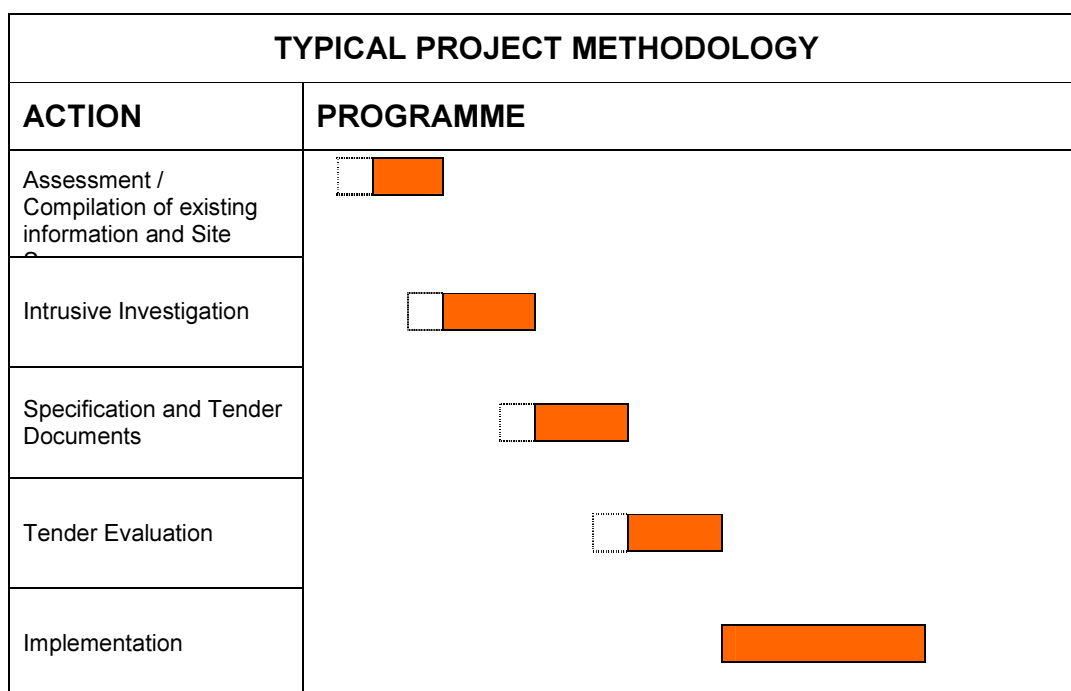 TYPICAL PROJECT METHODOLOGY
ACTION
PROGRAMME
Assessment /
Compilation of existing
information and Site
Intrusive Investigation
Specification and Tender
Documents
Tender Evaluation
Implementation